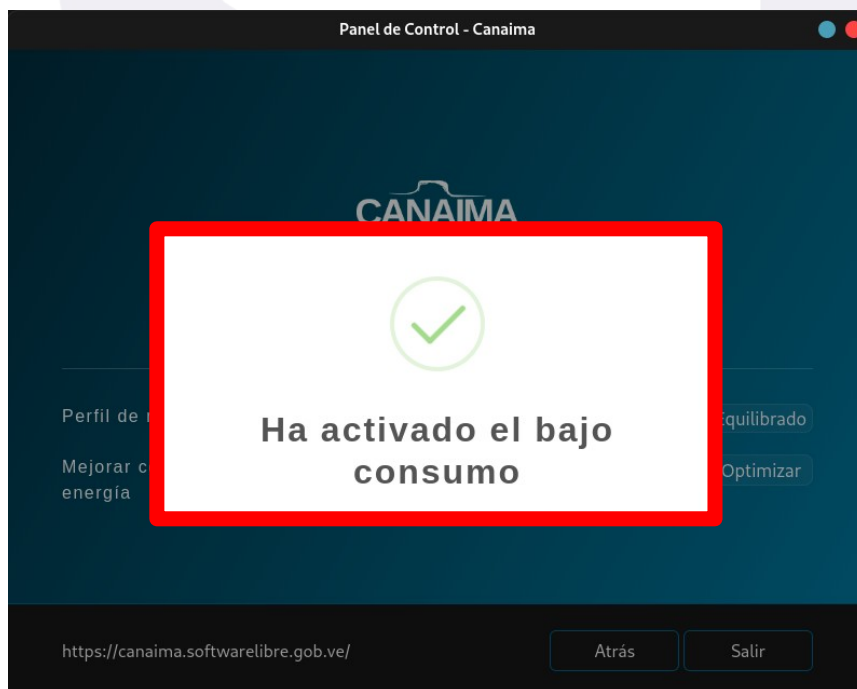 Panel de Control - Canaima
CANAIMA
Ha activado el bajo
consumo
Perfil de
Equilibrado
Mejorar
energía
Optimizar
https://canaima.softwarelibre.gob.ve/
Atrás
Salir